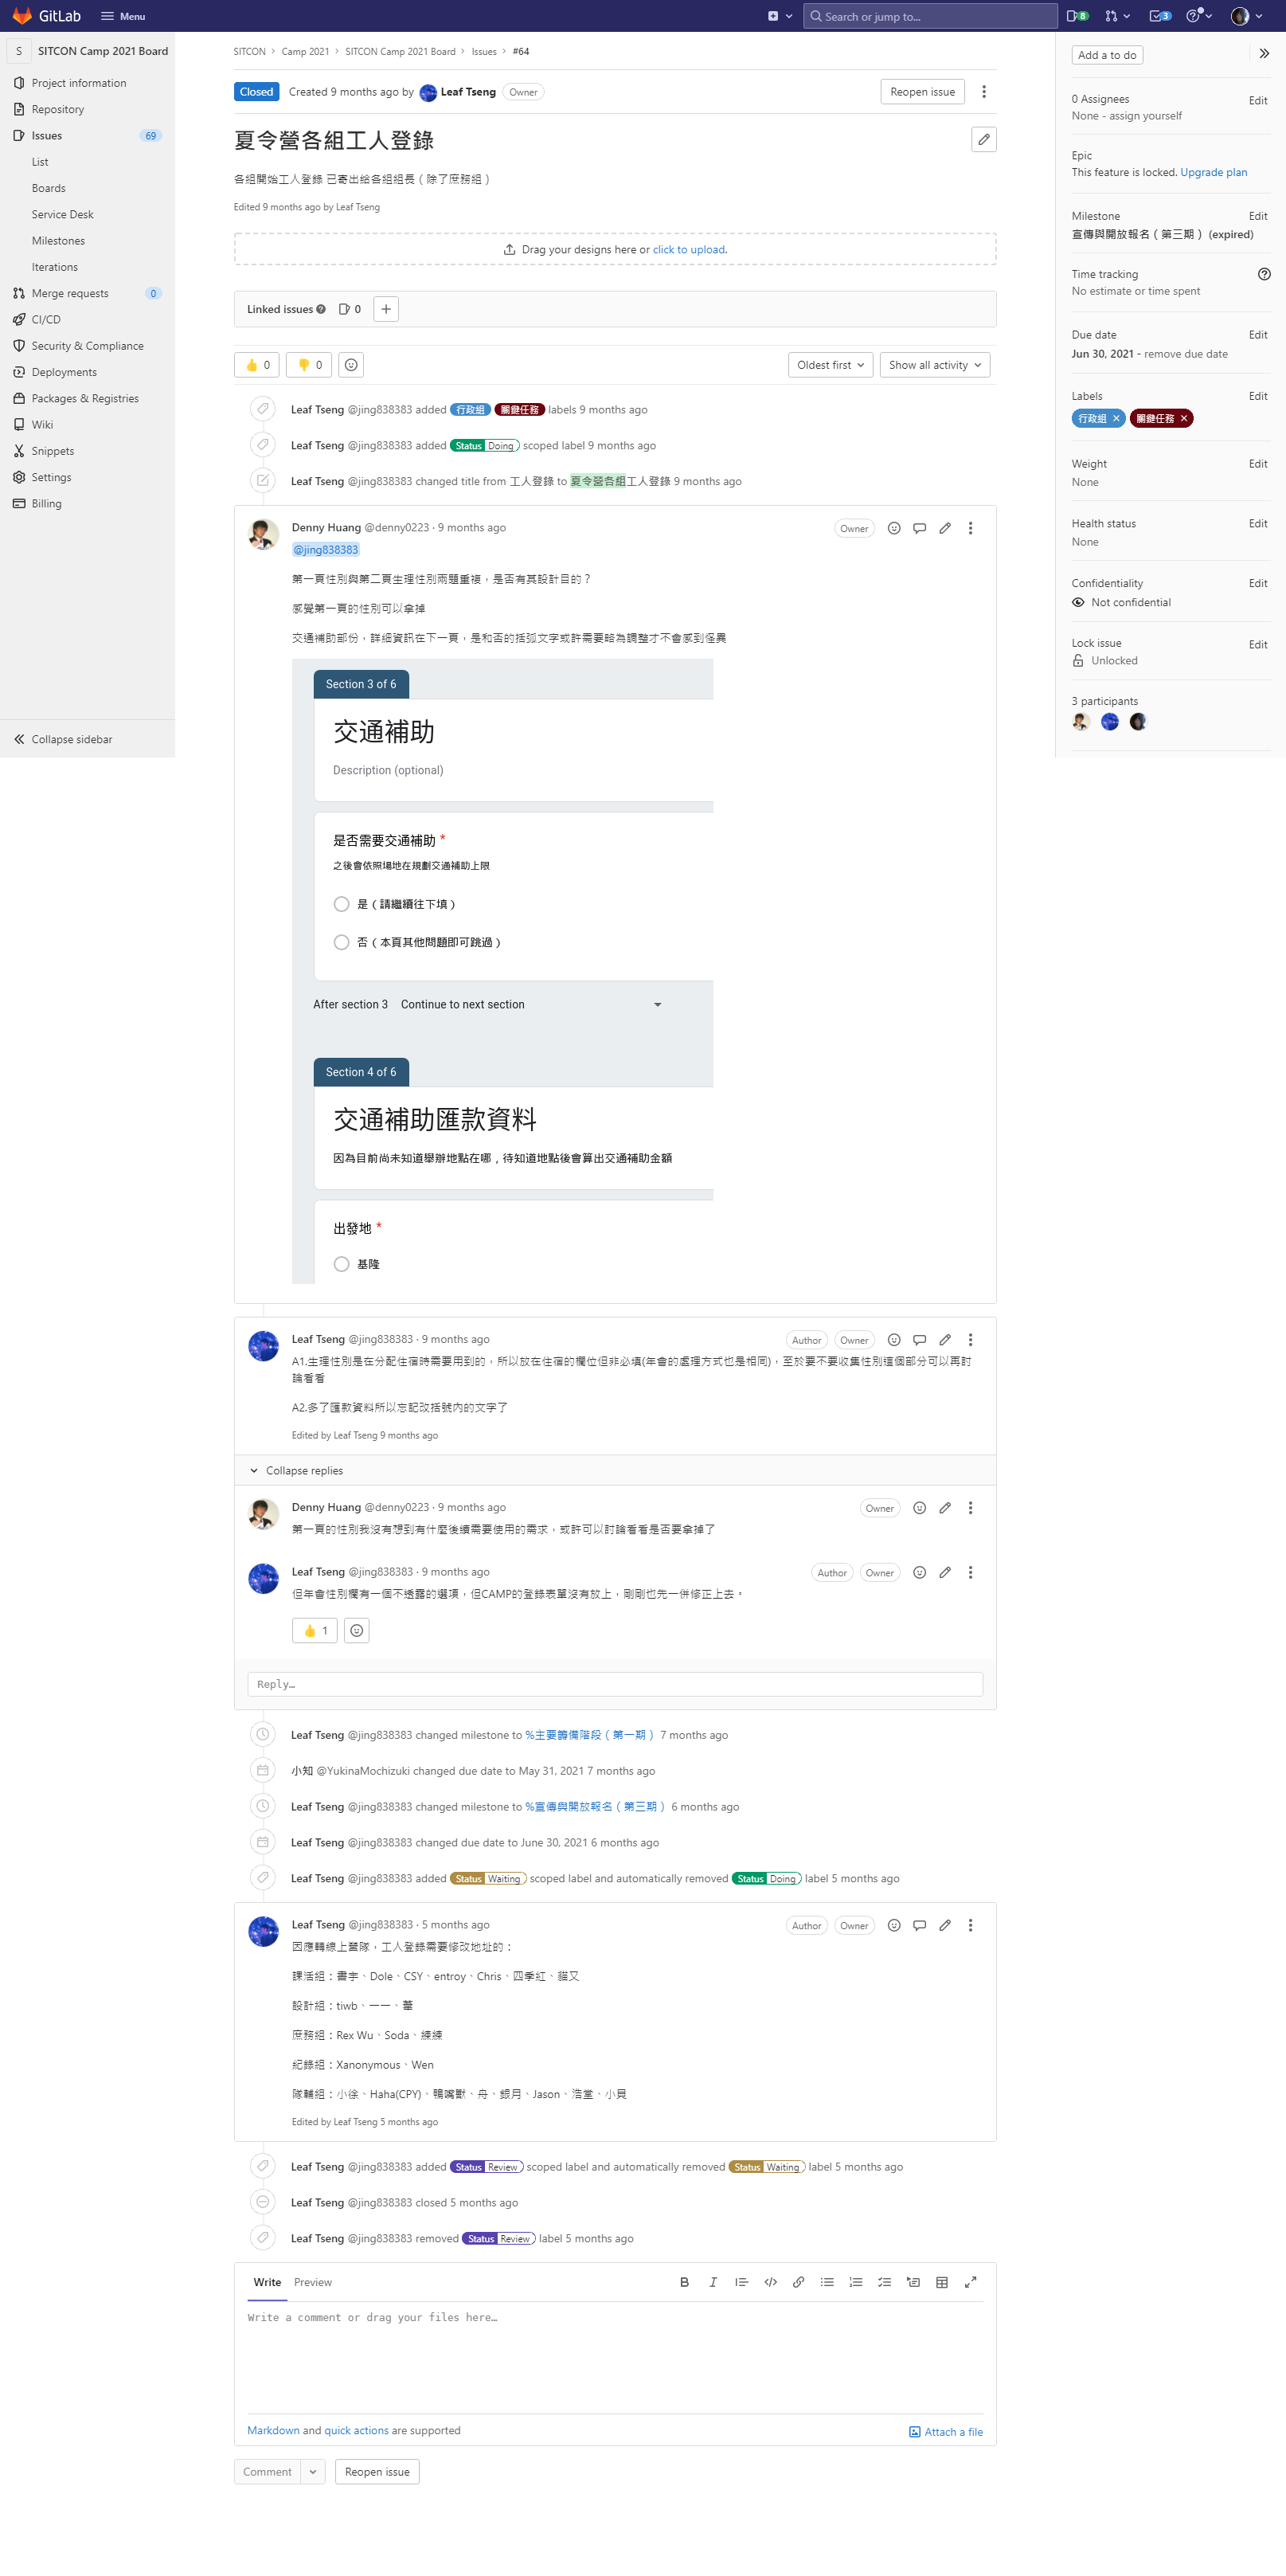 GitLab
Menu
Search or jump to...
8
3
S SITCON Camp 2021 Board
Project information
Repository
Issues 69
List
Boards
Service Desk
Milestones
Iterations
Merge requests 0
CI/CD
Security & Compliance
Deployments
Packages & Registries
Wiki
Snippets
Settings
Billing
Collapse sidebar
SITCON > Camp 2021 > SITCON Camp 2021 Board > Issues > #64
Closed Created 9 months ago by Leaf Tseng Owner
Reopen issue
夏令營各組工人登錄
各組開始工人登錄 已寄出給各組組長（除了庶務組）
Edited 9 months ago by Leaf Tseng
Drag your designs here or click to upload.
Linked issues 0
👍 0 👎 0
Oldest first Show all activity
Leaf Tseng @jing838383 added 行政組 關鍵任務 labels 9 months ago
Leaf Tseng @jing838383 added Status Doing scoped label 9 months ago
Leaf Tseng @jing838383 changed title from 工人登錄 to 夏令營各組工人登錄 9 months ago
Denny Huang @denny0223 · 9 months ago Owner
@jing838383
第一頁性別與第二頁生理性別兩題重複，是否有其設計目的？
感覺第一頁的性別可以拿掉
交通補助部份，詳細資訊在下一頁，是和否的括弧文字或許需要略為調整才不會感到怪異
Section 3 of 6
交通補助
Description (optional)
是否需要交通補助 *
之後會依照場地在規劃交通補助上限
是（請繼續往下填）
否（本頁其他問題即可跳過）
After section 3 Continue to next section
Section 4 of 6
交通補助匯款資料
因為目前尚未知道舉辦地點在哪，待知道地點後會算出交通補助金額
出發地 *
基隆
Leaf Tseng @jing838383 · 9 months ago Author Owner
A1.生理性別是在分配住宿時需要用到的，所以放在住宿的欄位但非必填(年會的處理方式也是相同)，至於要不要收集性別這個部分可以再討
論看看
A2.多了匯款資料所以忘記改括號內的文字了
Edited by Leaf Tseng 9 months ago
Collapse replies
Denny Huang @denny0223 · 9 months ago Owner
第一頁的性別我沒有想到有什麼後續需要使用的需求，或許可以討論看看是否要拿掉了
Leaf Tseng @jing838383 · 9 months ago Author Owner
但年會性別欄有一個不透露的選項，但CAMP的登錄表單沒有放上，剛剛也先一併修正上去。
👍 1
Reply…
Leaf Tseng @jing838383 changed milestone to %主要籌備階段（第一期） 7 months ago
小知 @YukinaMochizuki changed due date to May 31, 2021 7 months ago
Leaf Tseng @jing838383 changed milestone to %宣傳與開放報名（第三期） 6 months ago
Leaf Tseng @jing838383 changed due date to June 30, 2021 6 months ago
Leaf Tseng @jing838383 added Status Waiting scoped label and automatically removed Status Doing label 5 months ago
Leaf Tseng @jing838383 · 5 months ago Author Owner
因應轉線上營隊，工人登錄需要修改地址的：
課活組：書宇、Dole、CSY、entroy、Chris、四季紅、貓又
設計組：tiwb、一一、
庶務組：Rex Wu、Soda、練練
紀錄組：Xanonymous、Wen
隊輔組：小徐、Haha(CPY)、鴨嘴獸、舟、銀月、Jason、浩堂、小貝
Edited by Leaf Tseng 5 months ago
Leaf Tseng @jing838383 added Status Review scoped label and automatically removed Status Waiting label 5 months ago
Leaf Tseng @jing838383 closed 5 months ago
Leaf Tseng @jing838383 removed Status Review label 5 months ago
Write Preview
Write a comment or drag your files here…
Markdown and quick actions are supported
Attach a file
Comment
Reopen issue
Add a to do
0 Assignees Edit
None - assign yourself
Epic
This feature is locked. Upgrade plan
Milestone Edit
宣傳與開放報名（第三期） (expired)
Time tracking
No estimate or time spent
Due date Edit
Jun 30, 2021 - remove due date
Labels Edit
行政組 × 關鍵任務 ×
Weight Edit
None
Health status Edit
None
Confidentiality Edit
Not confidential
Lock issue Edit
Unlocked
3 participants